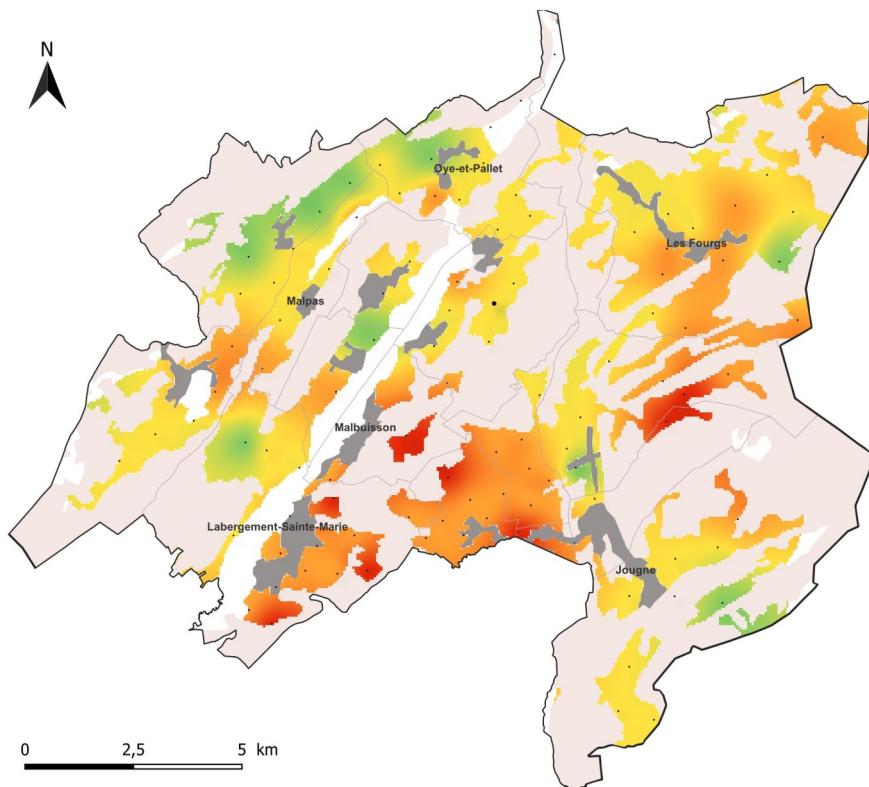 N
Oye-et-Pallet
Les Fourgs
Malpas
Malbuisson
Labergement-Sainte-Marie
Jougne
0 2,5 5 km